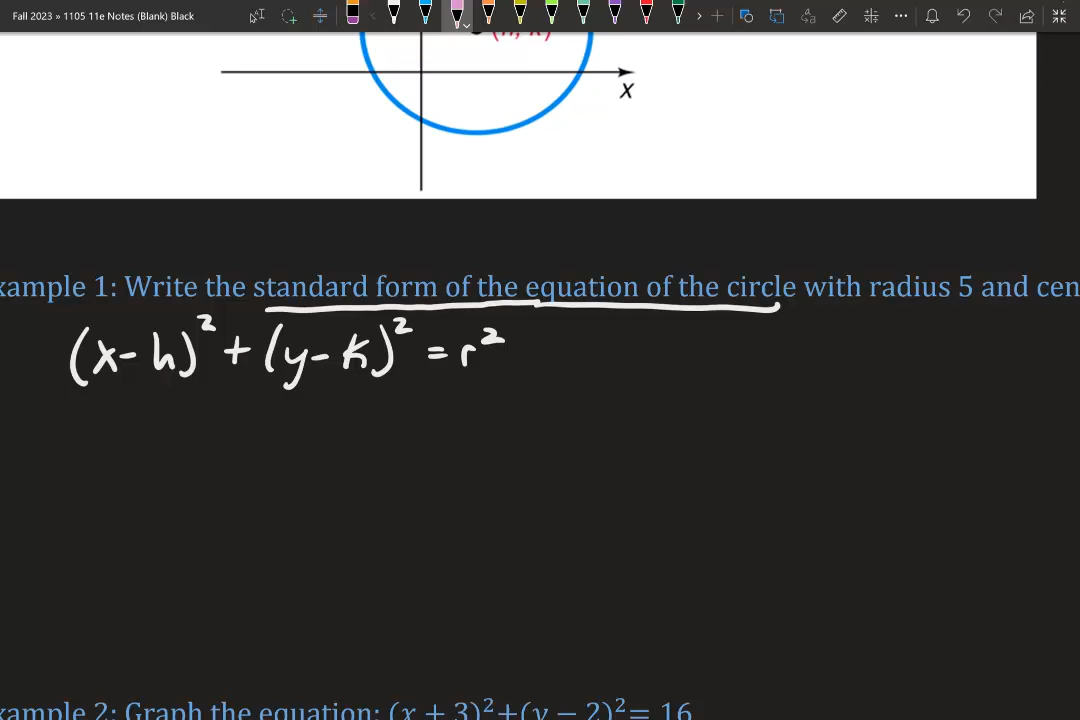 Fall 2023 » 1105 11e Notes (Blank) Black
(h, k)
x
xample 1: Write the standard form of the equation of the circle with radius 5 and cen
(x-h)² + (y-k)² = r²
xample 2: Graph the equation: (x + 3)²+(y − 2)²= 16